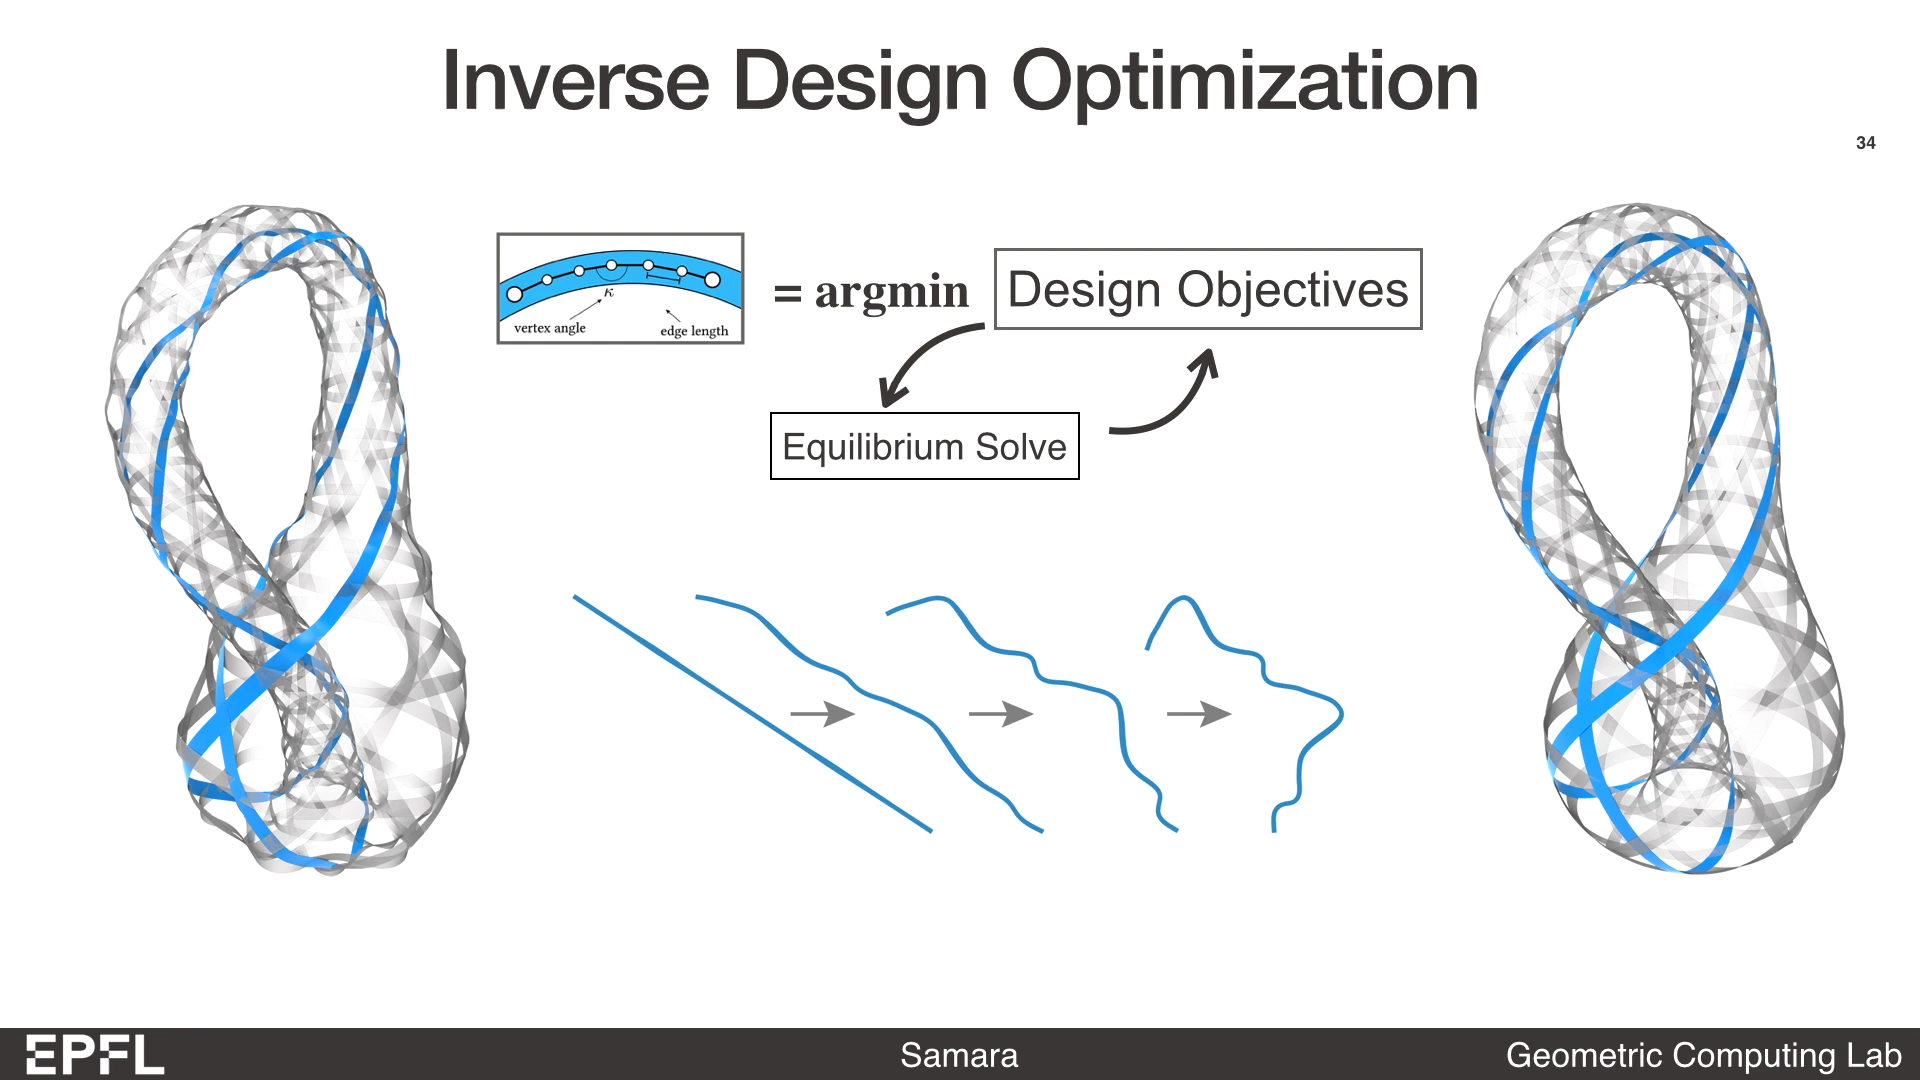 Inverse Design Optimization
34
κ
vertex angle
edge length
= argmin
Design Objectives
Equilibrium Solve
EPFL
Samara
Geometric Computing Lab